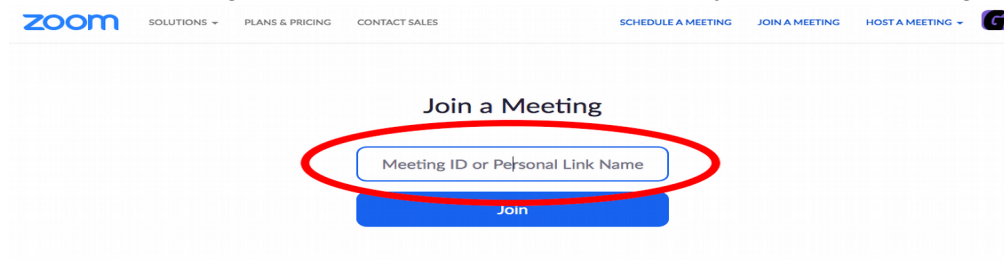 zoom SOLUTIONS PLANS & PRICING CONTACT SALES SCHEDULE A MEETING JOIN A MEETING HOST A MEETING
Join a Meeting
Meeting ID or Personal Link Name
Join